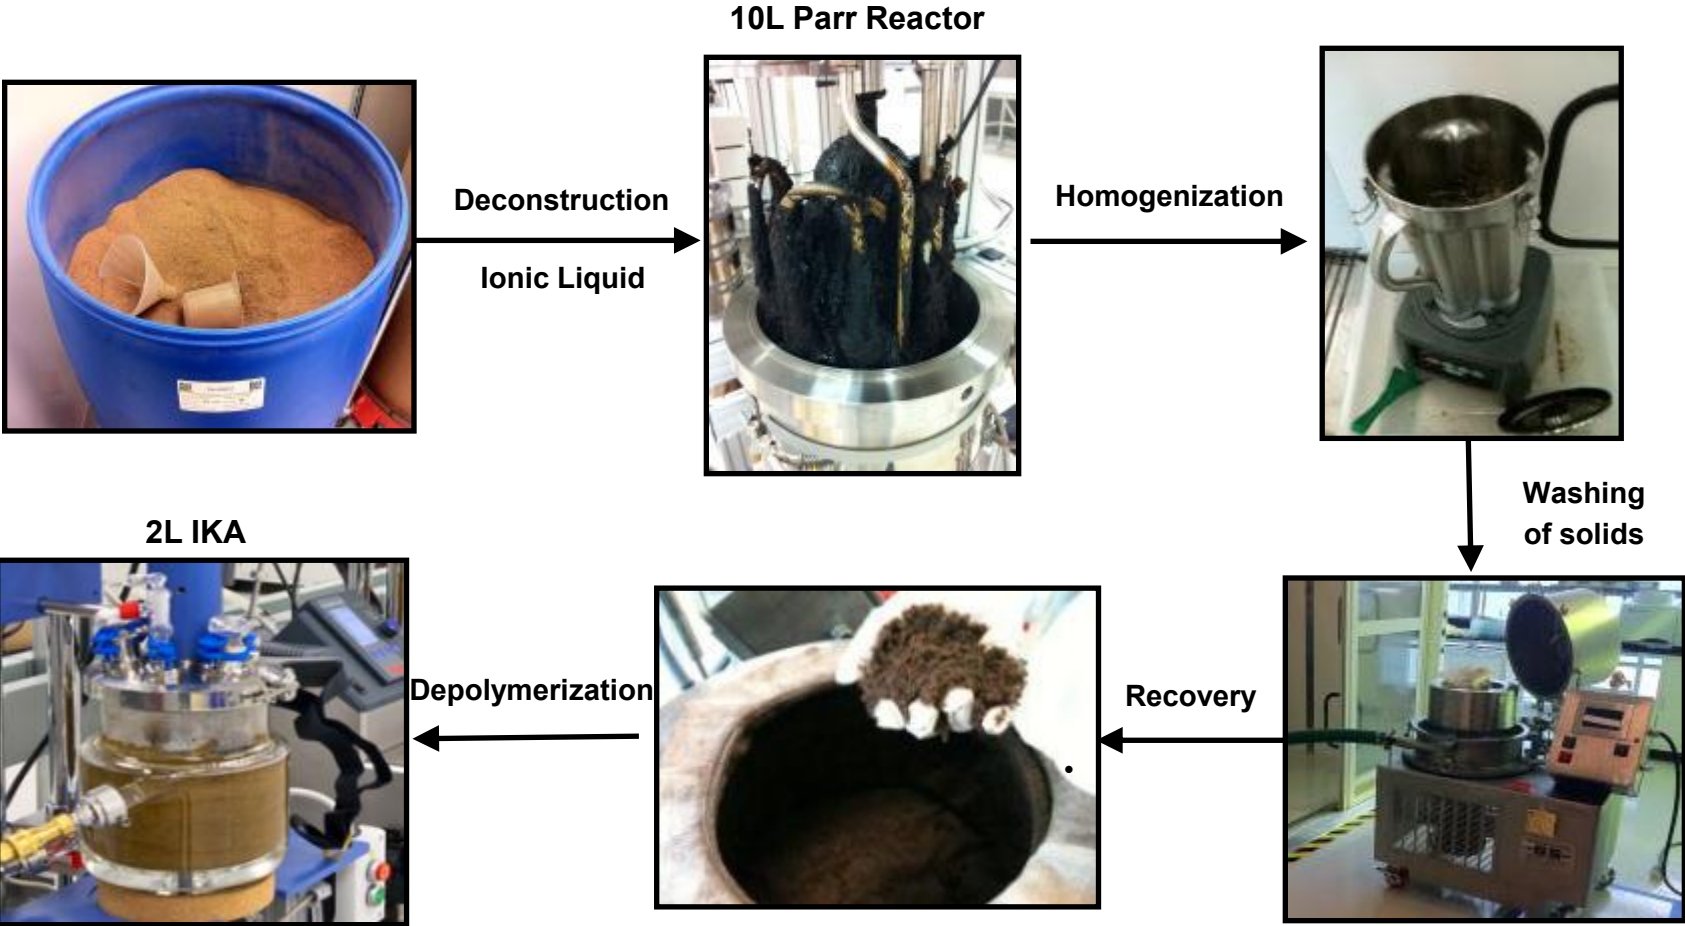 10L Parr Reactor
Deconstruction
Ionic Liquid
Homogenization
Washing
of solids
2L IKA
Depolymerization
Recovery